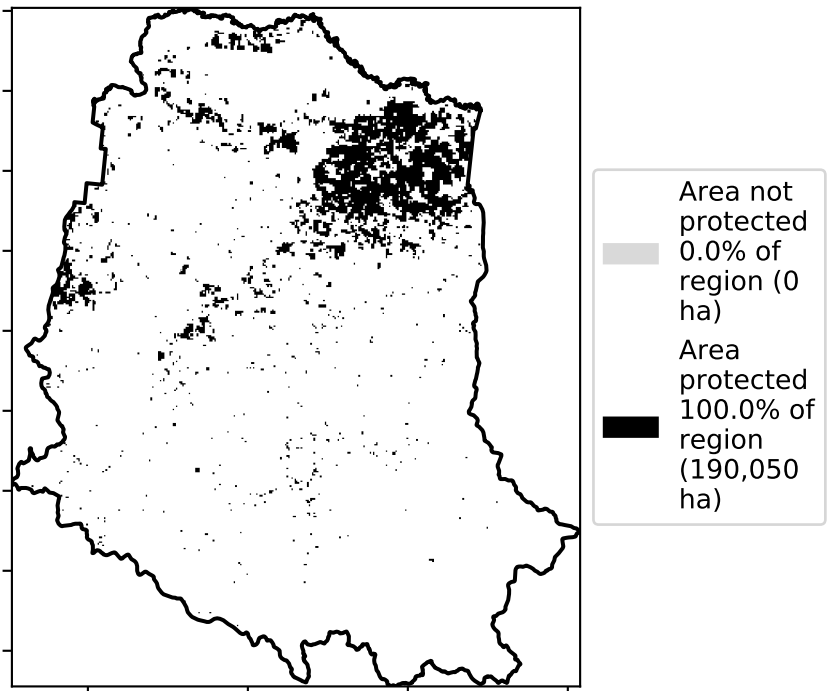 Area not
protected
0.0% of
region (0
ha)
Area
protected
100.0% of
region
(190,050
ha)